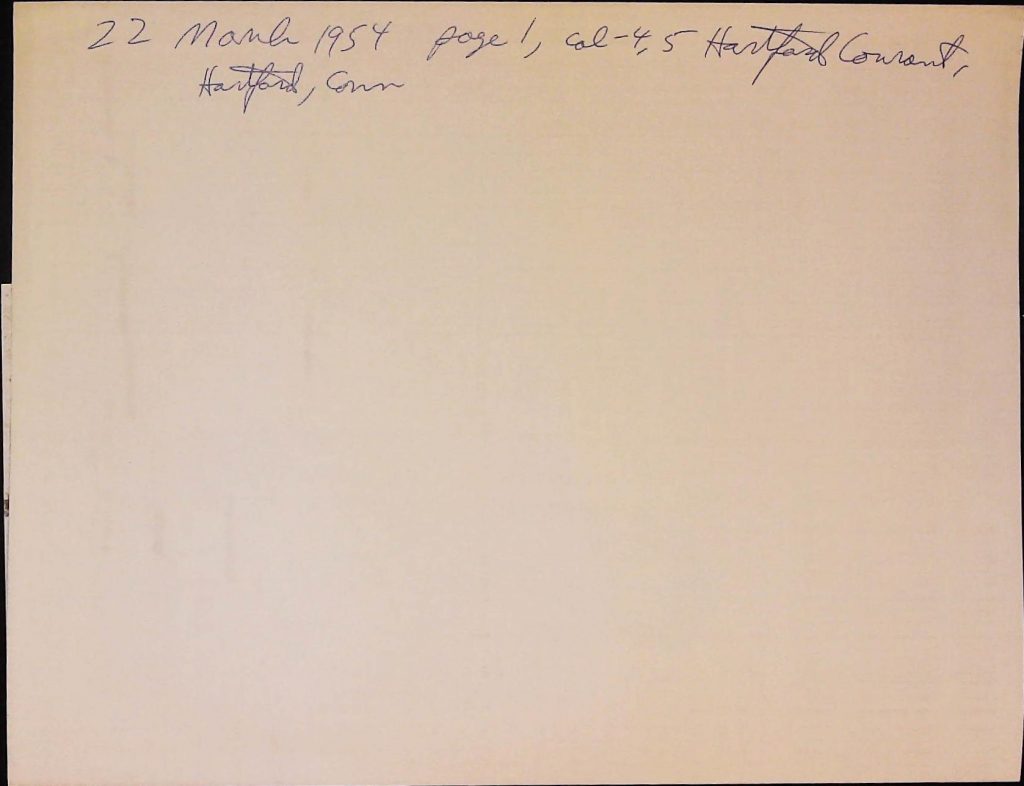 22 March 1954 page 1, col-4,5 Hartford Courant,
Hartford, Conn